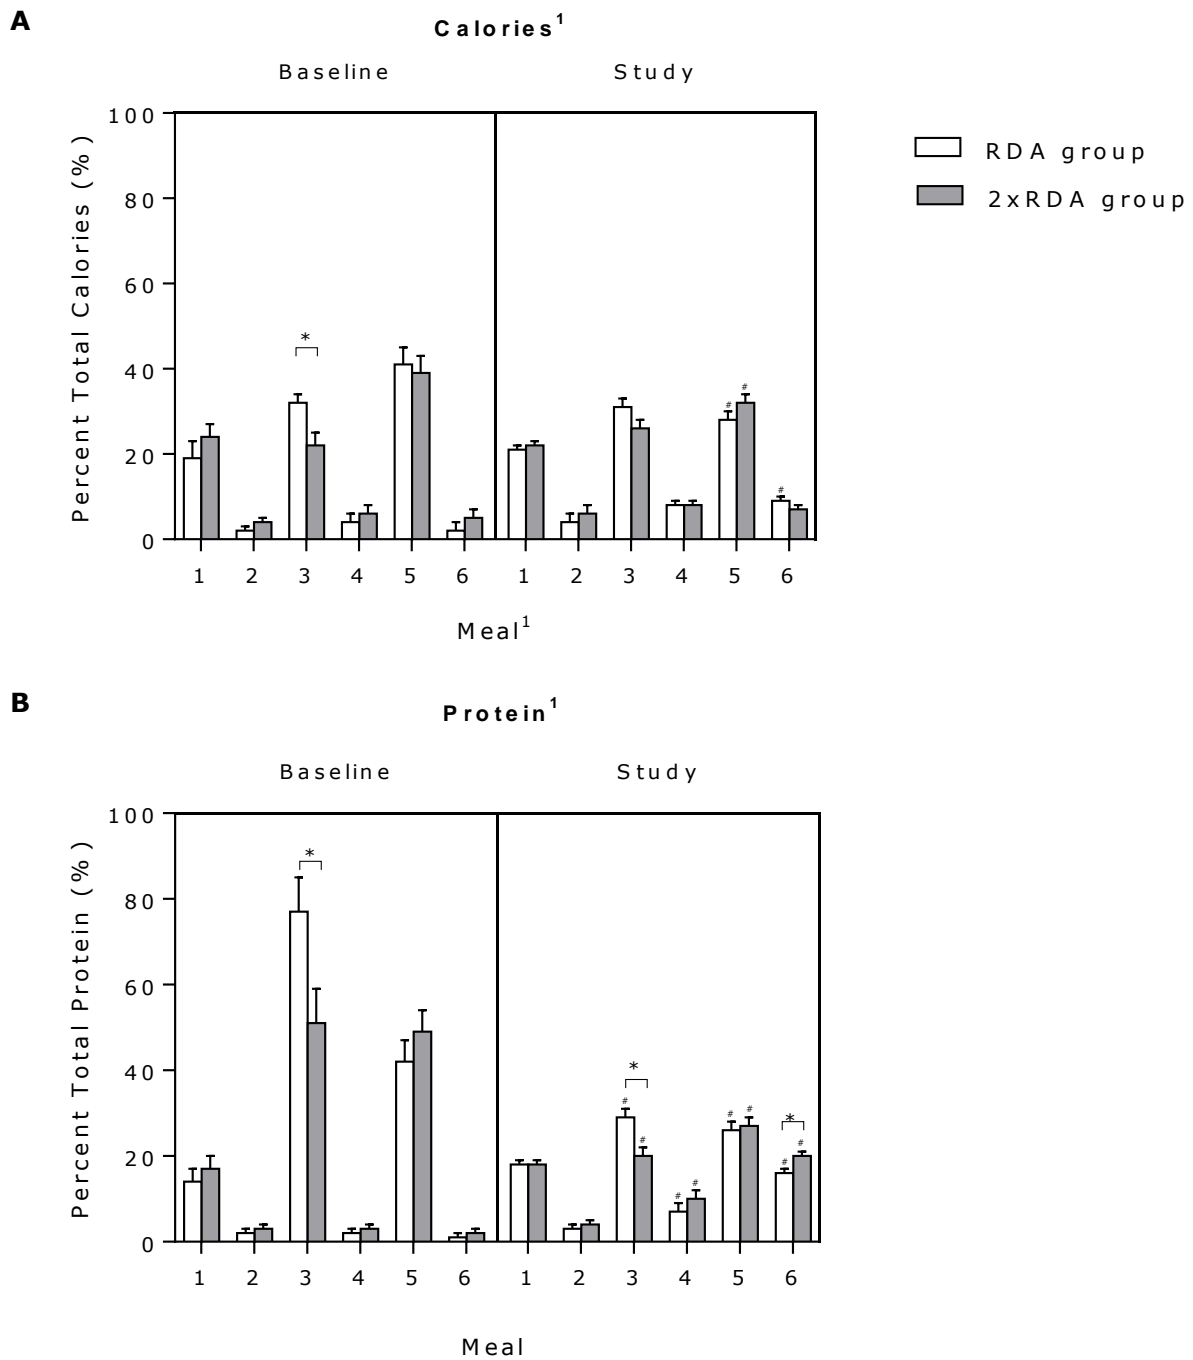 A
Calories¹
Baseline Study
Percent Total Calories (%)
100
80
60
40
20
0
RDA group
2xRDA group
*
# #
#
1 2 3 4 5 6 1 2 3 4 5 6
Meal¹
B
Protein¹
Baseline Study
Percent Total Protein (%)
100
80
60
40
20
0
*
*
# # # *
# #
# # #
1 2 3 4 5 6 1 2 3 4 5 6
Meal